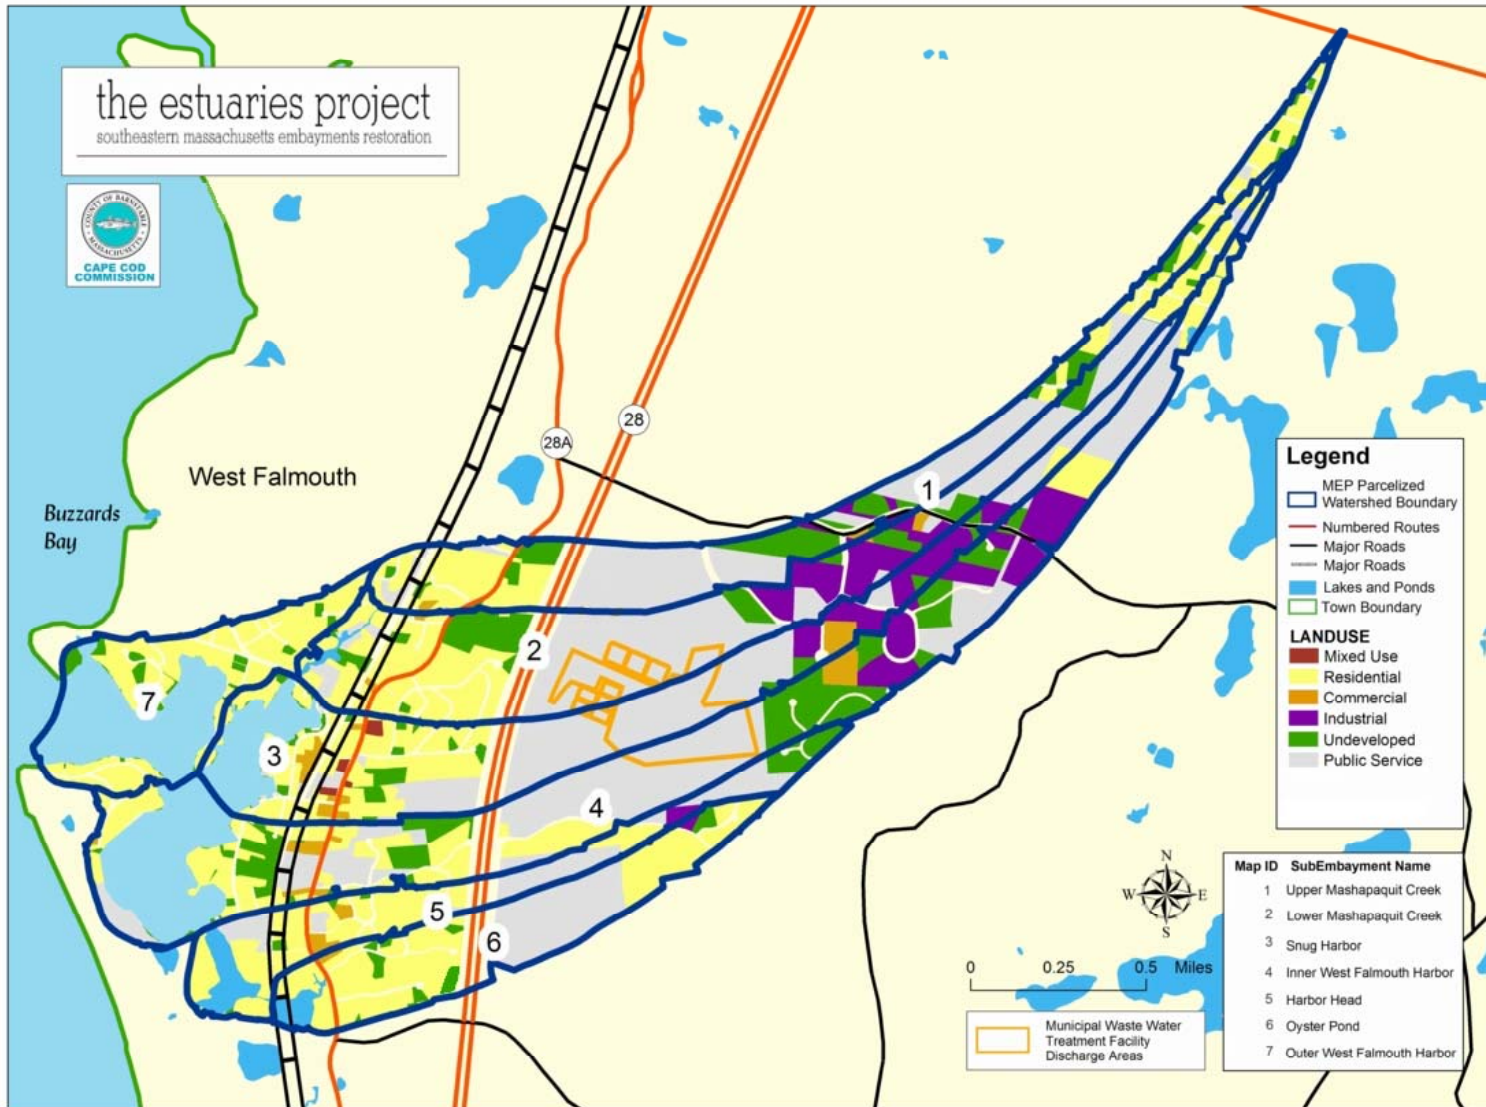 the estuaries project
southeastern massachusetts embayments restoration
COUNTY OF BARNSTABLE
MASSACHUSETTS
CAPE COD
COMMISSION
28
28A
West Falmouth
Buzzards
Bay
1
2
3
4
5
6
7
Legend
MEP Parcelized
Watershed Boundary
Numbered Routes
Major Roads
Major Roads
Lakes and Ponds
Town Boundary
LANDUSE
Mixed Use
Residential
Commercial
Industrial
Undeveloped
Public Service
N
W E
S
0 0.25 0.5 Miles
Municipal Waste Water
Treatment Facility
Discharge Areas
Map ID SubEmbayment Name
1 Upper Mashapaquit Creek
2 Lower Mashapaquit Creek
3 Snug Harbor
4 Inner West Falmouth Harbor
5 Harbor Head
6 Oyster Pond
7 Outer West Falmouth Harbor